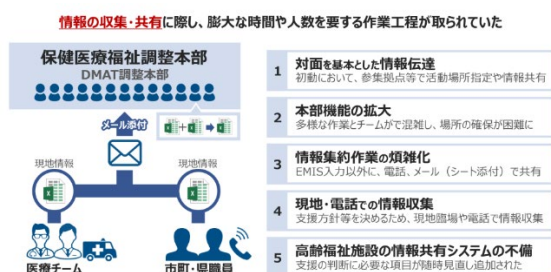 情報の収集・共有に際し、膨大な時間や人数を要する作業工程が取られていた
保健医療福祉調整本部
DMAT調整本部
メール添付
現地情報
現地情報
医療チーム
市町・県職員
1 対面を基本とした情報伝達
初動において、参集拠点等で活動場所指定や情報共有
2 本部機能の拡大
多様な作業とチームがで混雑し、場所の確保が困難に
3 情報集約作業の煩雑化
EMIS入力以外に、電話、メール（シート添付）で共有
4 現地・電話での情報収集
支援方針等を決めるため、現地臨場や電話で情報収集
5 高齢福祉施設の情報共有システムの不備
支援の判断に必要な項目が随時見直し追加された